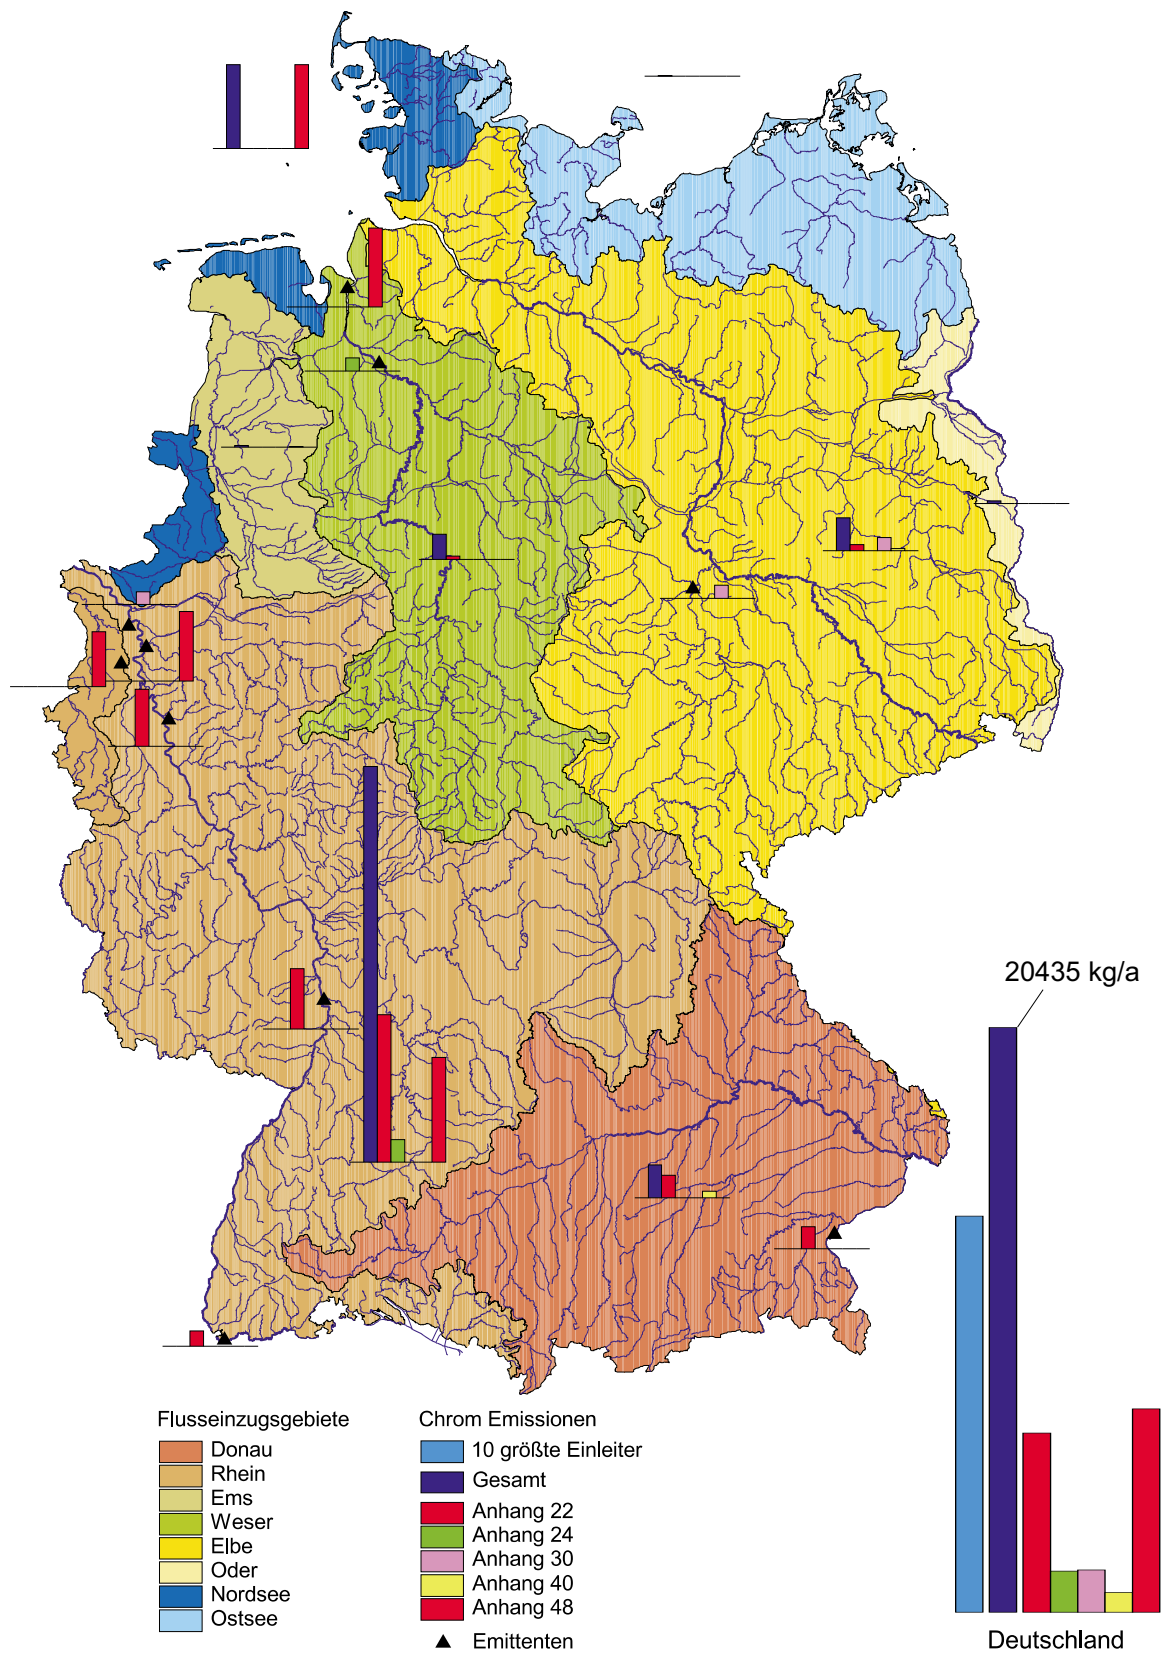 20435 kg/a
Deutschland
Flusseinzugsgebiete
Donau
Rhein
Ems
Weser
Elbe
Oder
Nordsee
Ostsee
Chrom Emissionen
10 größte Einleiter
Gesamt
Anhang 22
Anhang 24
Anhang 30
Anhang 40
Anhang 48
Emittenten